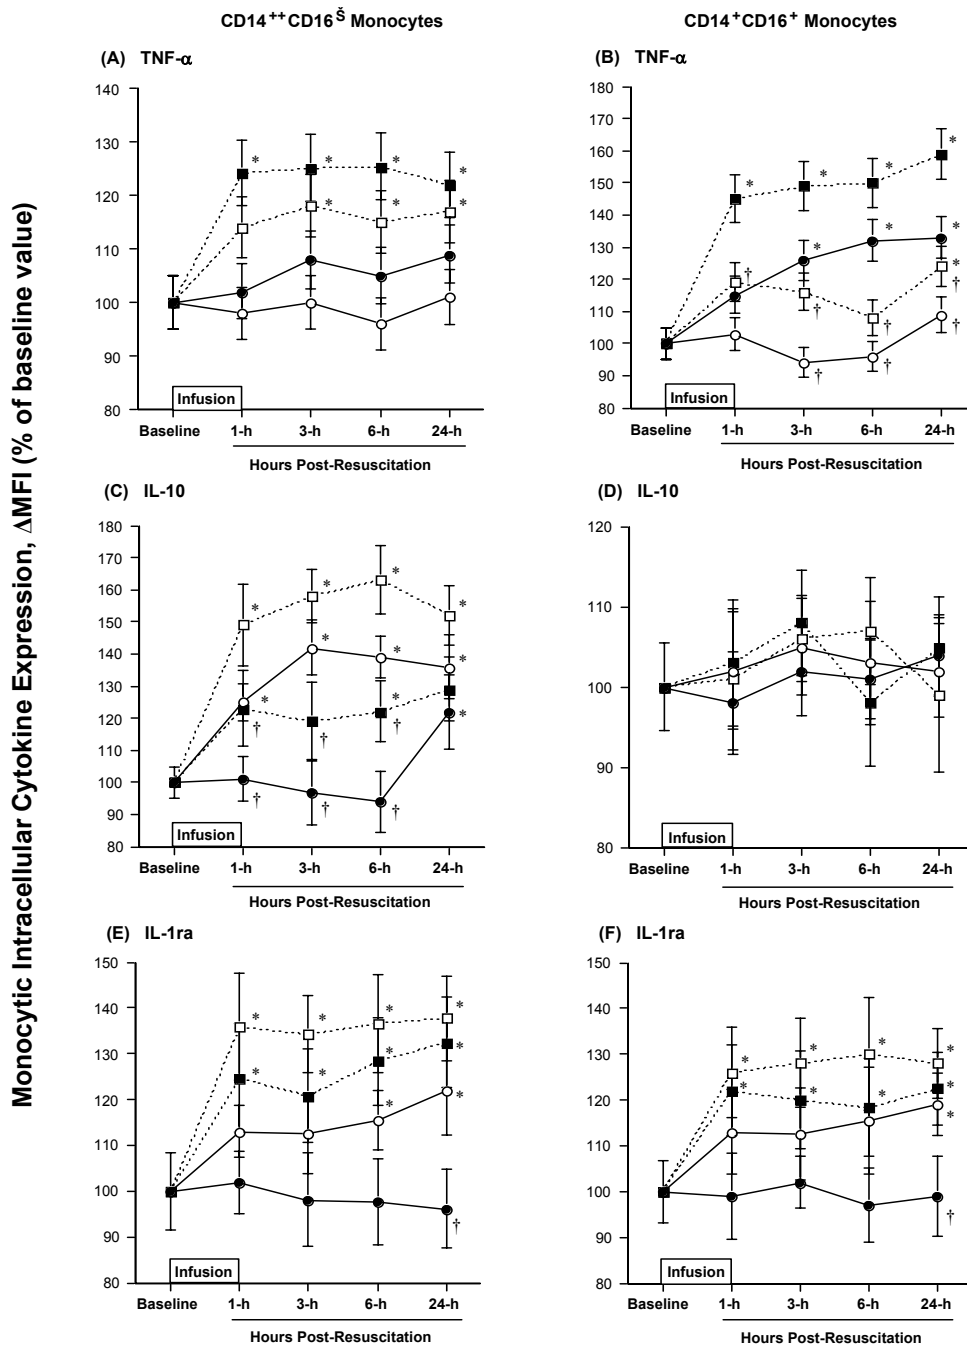 CD14++CD16Š Monocytes
CD14+CD16+ Monocytes
Monocytic Intracellular Cytokine Expression, ΔMFI (% of baseline value)
(A) TNF-α
140
130
120
110
100
90
80
* * * *
* * *
Infusion
Baseline 1-h 3-h 6-h 24-h
Hours Post-Resuscitation
(B) TNF-α
180
170
160
150
140
130
120
110
100
90
80
* * * *
* * *
† † † *
† † †
Infusion
Baseline 1-h 3-h 6-h 24-h
Hours Post-Resuscitation
(C) IL-10
180
170
160
150
140
130
120
110
100
90
80
* * * *
* * * *
† † * †
† † † *
Infusion
Baseline 1-h 3-h 6-h 24-h
Hours Post-Resuscitation
(D) IL-10
120
110
100
90
80
Infusion
Baseline 1-h 3-h 6-h 24-h
Hours Post-Resuscitation
(E) IL-1ra
150
140
130
120
110
100
90
80
* * * *
* * * *
* *
†
Infusion
Baseline 1-h 3-h 6-h 24-h
Hours Post-Resuscitation
(F) IL-1ra
150
140
130
120
110
100
90
80
* * * *
* * * *
*
†
Infusion
Baseline 1-h 3-h 6-h 24-h
Hours Post-Resuscitation